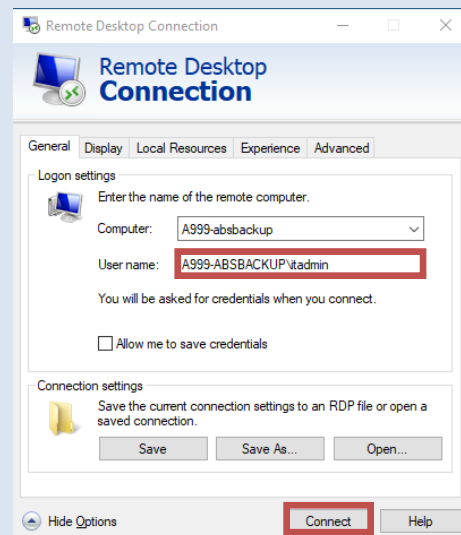 Remote Desktop Connection
Remote Desktop
Connection
General Display Local Resources Experience Advanced
Logon settings
Enter the name of the remote computer.
Computer: A999-absbackup
User name: A999-ABSBACKUP\itadmin
You will be asked for credentials when you connect.
Allow me to save credentials
Connection settings
Save the current connection settings to an RDP file or open a
saved connection.
Save Save As... Open...
Hide Options Connect Help